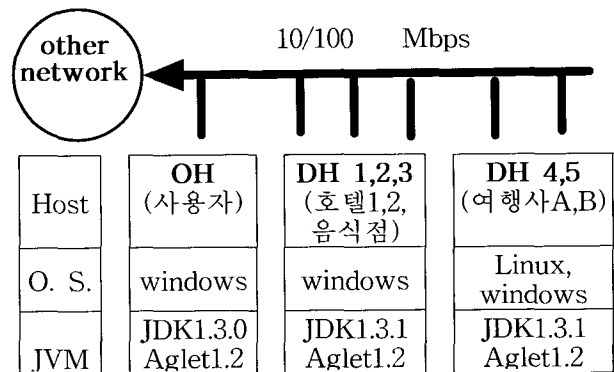 other
network
10/100 Mbps
Host
OH
(사용자)
DH 1,2,3
(호텔1,2,
음식점)
DH 4,5
(여행사A,B)
O. S.
windows
windows
Linux,
windows
JVM
JDK1.3.0
Aglet1.2
JDK1.3.1
Aglet1.2
JDK1.3.1
Aglet1.2